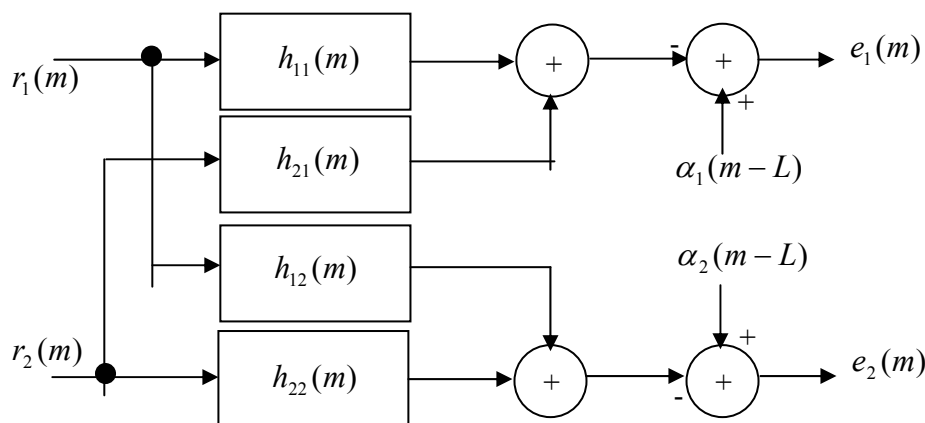 h₁₁(m) + - + e₁(m)
r₁(m) +
h₂₁(m) α₁(m − L)
h₁₂(m) α₂(m − L)
r₂(m) +
h₂₂(m) + - + e₂(m)